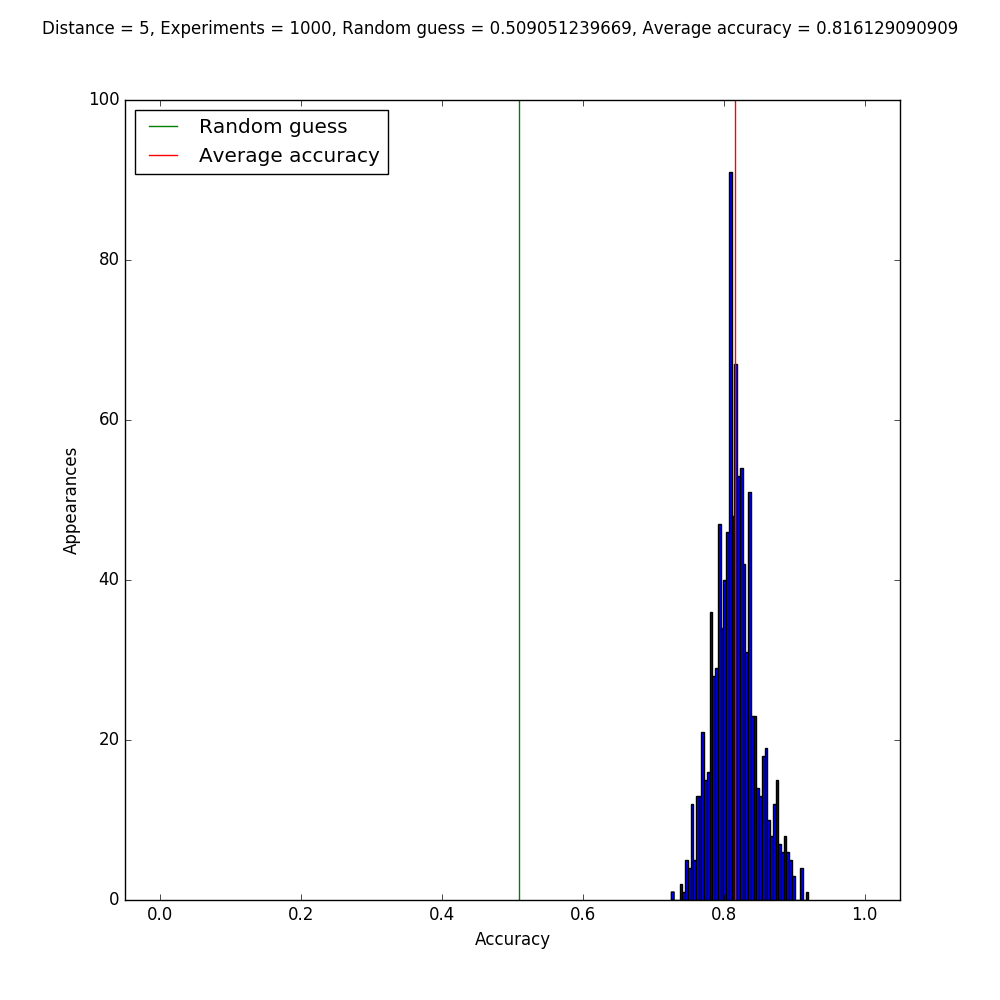 Distance = 5, Experiments = 1000, Random guess = 0.509051239669, Average accuracy = 0.816129090909
Random guess
Average accuracy
100
80
60
40
20
0
Appearances
0.0 0.2 0.4 0.6 0.8 1.0
Accuracy